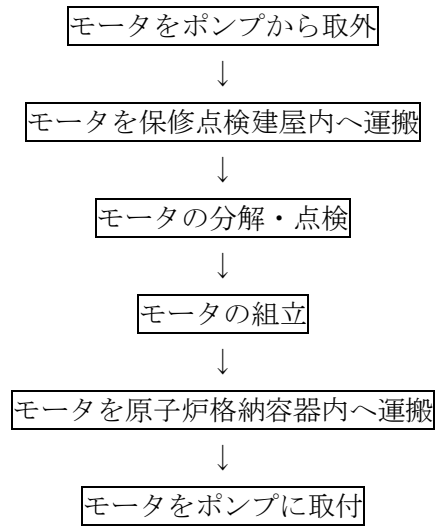 モータをポンプから取外
↓
モータを保修点検建屋内へ運搬
↓
モータの分解・点検
↓
モータの組立
↓
モータを原子炉格納容器内へ運搬
↓
モータをポンプに取付